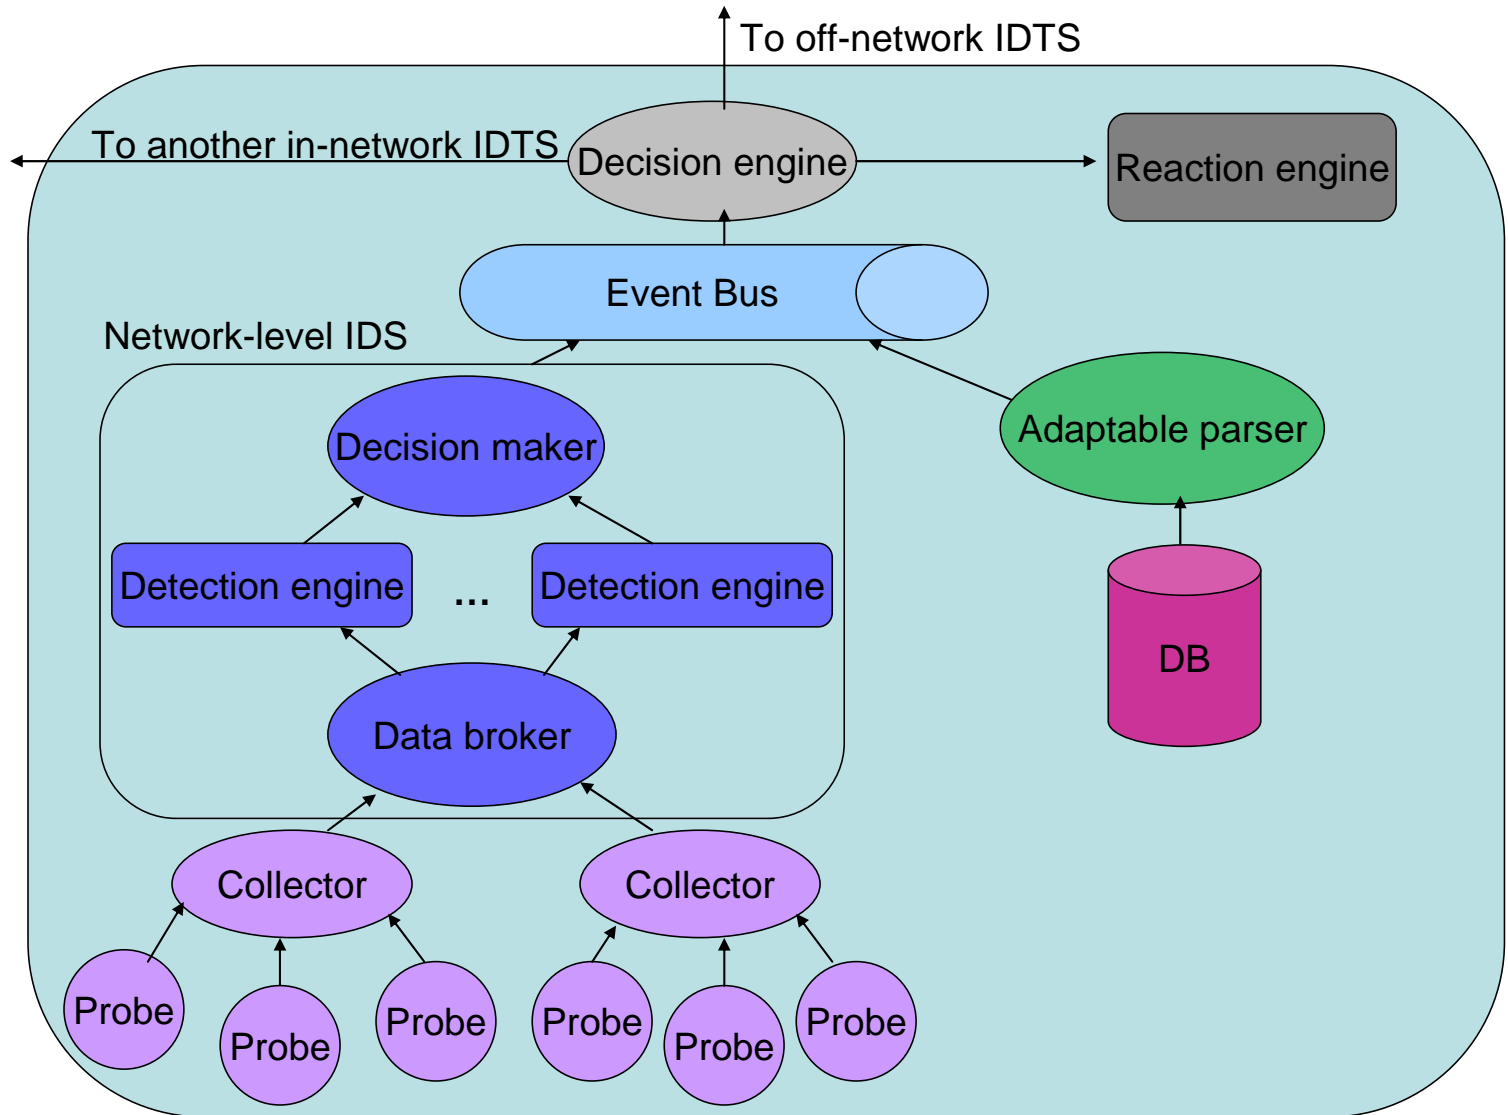 To off-network IDTS
To another in-network IDTS
Decision engine
Reaction engine
Event Bus
Network-level IDS
Decision maker
Adaptable parser
Detection engine
...
Detection engine
DB
Data broker
Collector
Collector
Probe
Probe
Probe
Probe
Probe
Probe